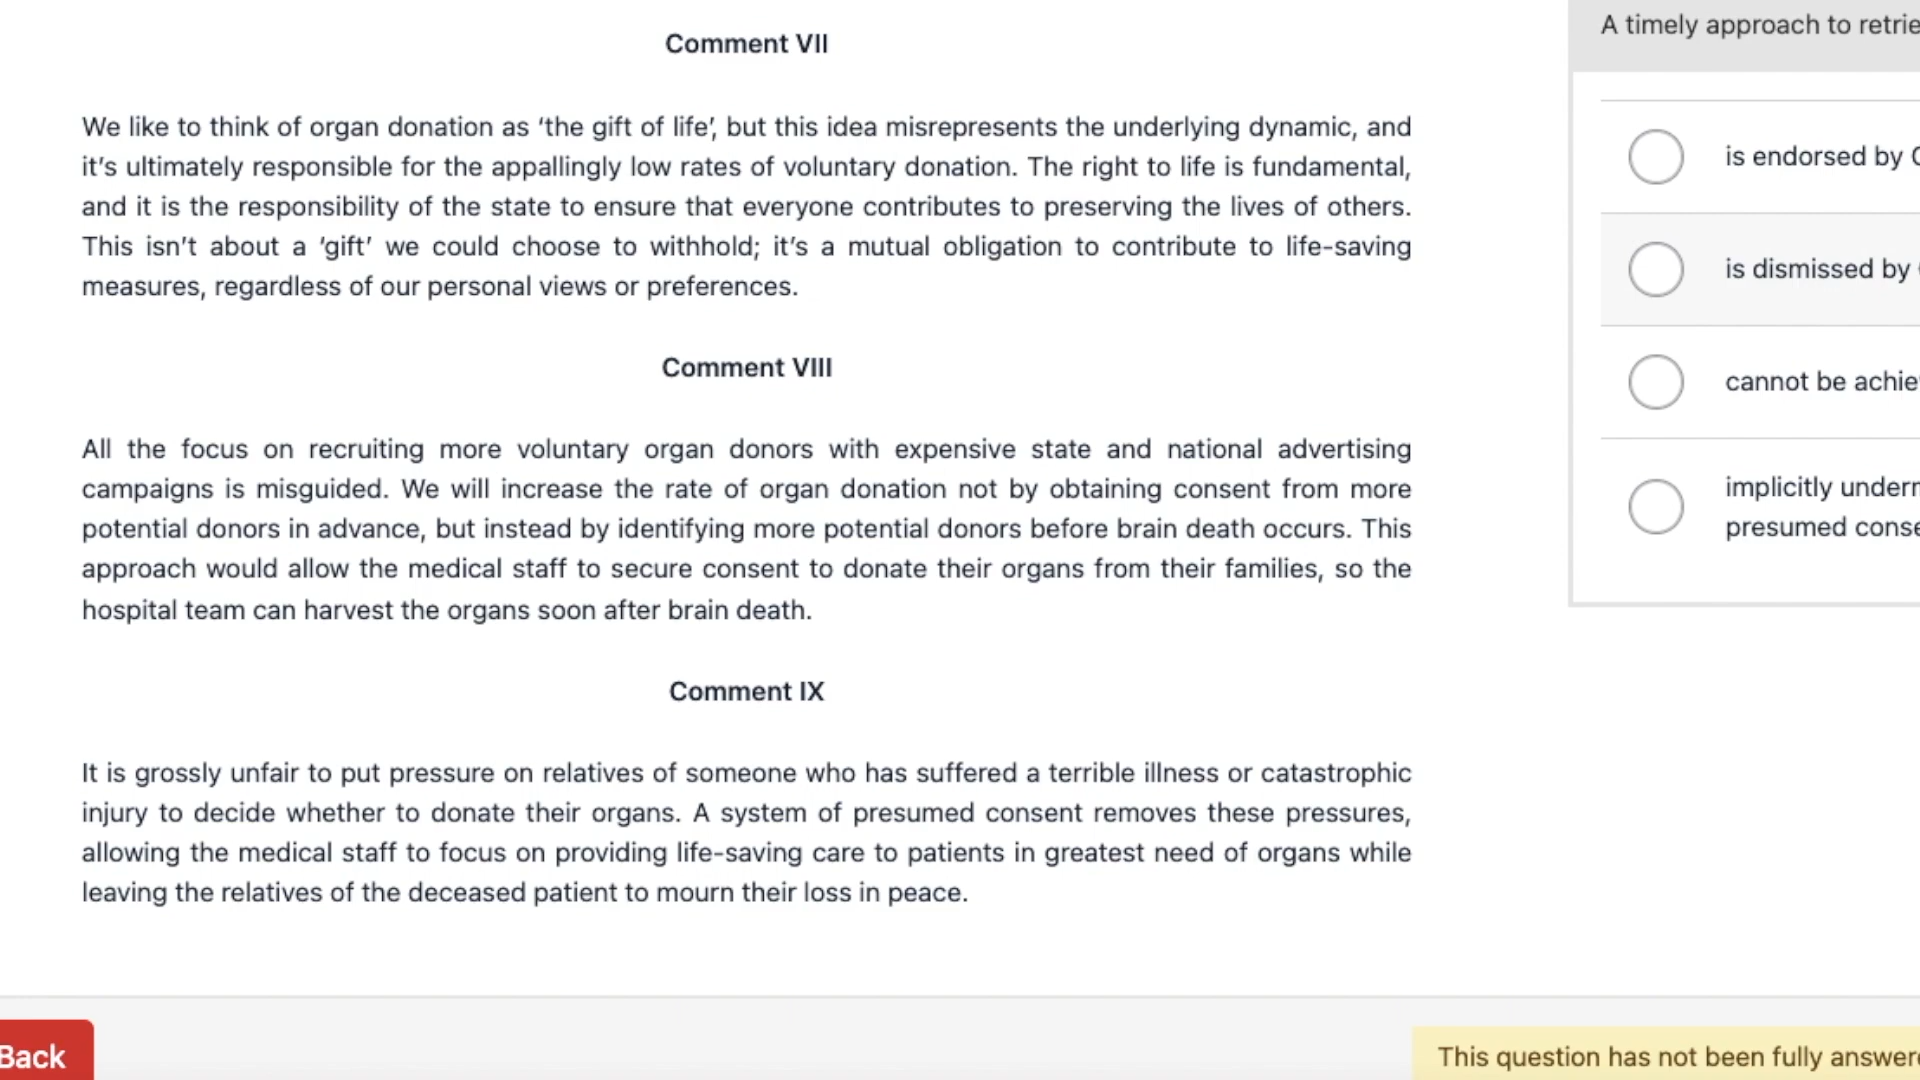 Comment VII
We like to think of organ donation as ‘the gift of life’, but this idea misrepresents the underlying dynamic, and
it’s ultimately responsible for the appallingly low rates of voluntary donation. The right to life is fundamental,
and it is the responsibility of the state to ensure that everyone contributes to preserving the lives of others.
This isn’t about a ‘gift’ we could choose to withhold; it’s a mutual obligation to contribute to life-saving
measures, regardless of our personal views or preferences.
Comment VIII
All the focus on recruiting more voluntary organ donors with expensive state and national advertising
campaigns is misguided. We will increase the rate of organ donation not by obtaining consent from more
potential donors in advance, but instead by identifying more potential donors before brain death occurs. This
approach would allow the medical staff to secure consent to donate their organs from their families, so the
hospital team can harvest the organs soon after brain death.
Comment IX
It is grossly unfair to put pressure on relatives of someone who has suffered a terrible illness or catastrophic
injury to decide whether to donate their organs. A system of presumed consent removes these pressures,
allowing the medical staff to focus on providing life-saving care to patients in greatest need of organs while
leaving the relatives of the deceased patient to mourn their loss in peace.
A timely approach to
is endorsed by
is dismissed by
cannot be
implicitly
presumed
Back
This question has not been fully